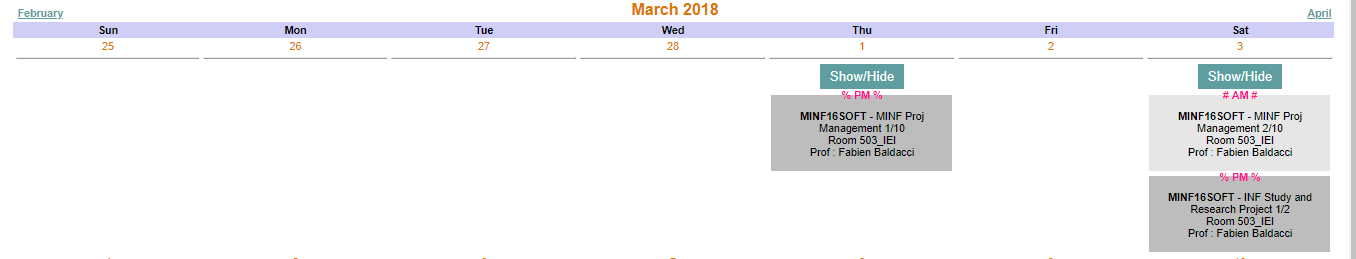 February
March 2018
April
Sun Mon Tue Wed Thu Fri Sat
25 26 27 28 1 2 3
Show/Hide
% PM %
MINF16SOFT - MINF Proj
Management 1/10
Room 503_IEI
Prof : Fabien Baldacci
Show/Hide
# AM #
MINF16SOFT - MINF Proj
Management 2/10
Room 503_IEI
Prof : Fabien Baldacci
% PM %
MINF16SOFT - INF Study and
Research Project 1/2
Room 503_IEI
Prof : Fabien Baldacci